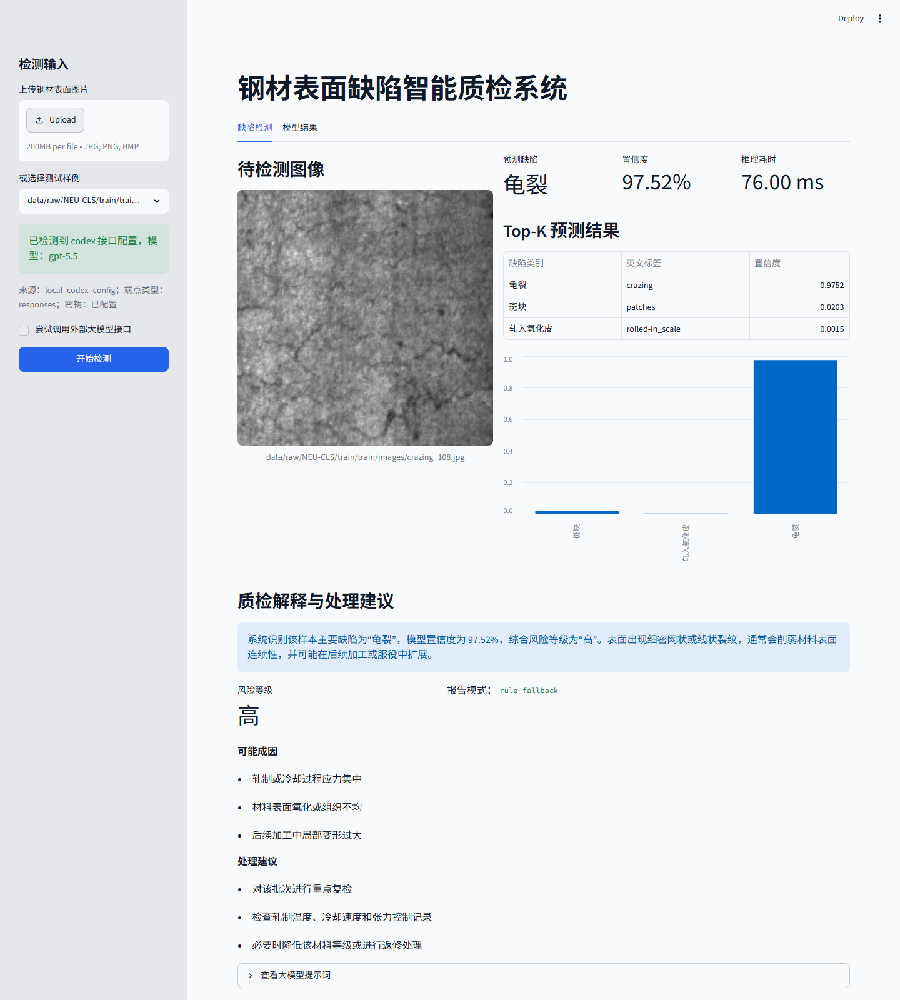 Deploy
检测输入
上传钢材表面图片
Upload
200MB per file • JPG, PNG, BMP
或选择测试样例
data/raw/NEU-CLS/train/trai…
已检测到 codex 接口配置，模
型：gpt-5.5
来源：local_codex_config；端点类型：
responses；密钥：已配置
尝试调用外部大模型接口
开始检测
钢材表面缺陷智能质检系统
缺陷检测 模型结果
待检测图像
data/raw/NEU-CLS/train/train/images/crazing_108.jpg
预测缺陷 置信度 推理耗时
龟裂 97.52% 76.00 ms
Top-K 预测结果
缺陷类别 英文标签 置信度
龟裂 crazing 0.9752
斑块 patches 0.0203
轧入氧化皮 rolled-in_scale 0.0015
1.0
0.8
0.6
0.4
0.2
0.0
斑块 轧入氧化皮 龟裂
质检解释与处理建议
系统识别该样本主要缺陷为“龟裂”，模型置信度为 97.52%，综合风险等级为“高”。表面出现细密网状或线状裂纹，通常会削弱材料表面
连续性，并可能在后续加工或服役中扩展。
风险等级
高
报告模式： rule_fallback
可能成因
• 轧制或冷却过程应力集中
• 材料表面氧化或组织不均
• 后续加工中局部变形过大
处理建议
• 对该批次进行重点复检
• 检查轧制温度、冷却速度和张力控制记录
• 必要时降低该材料等级或进行返修处理
查看大模型提示词